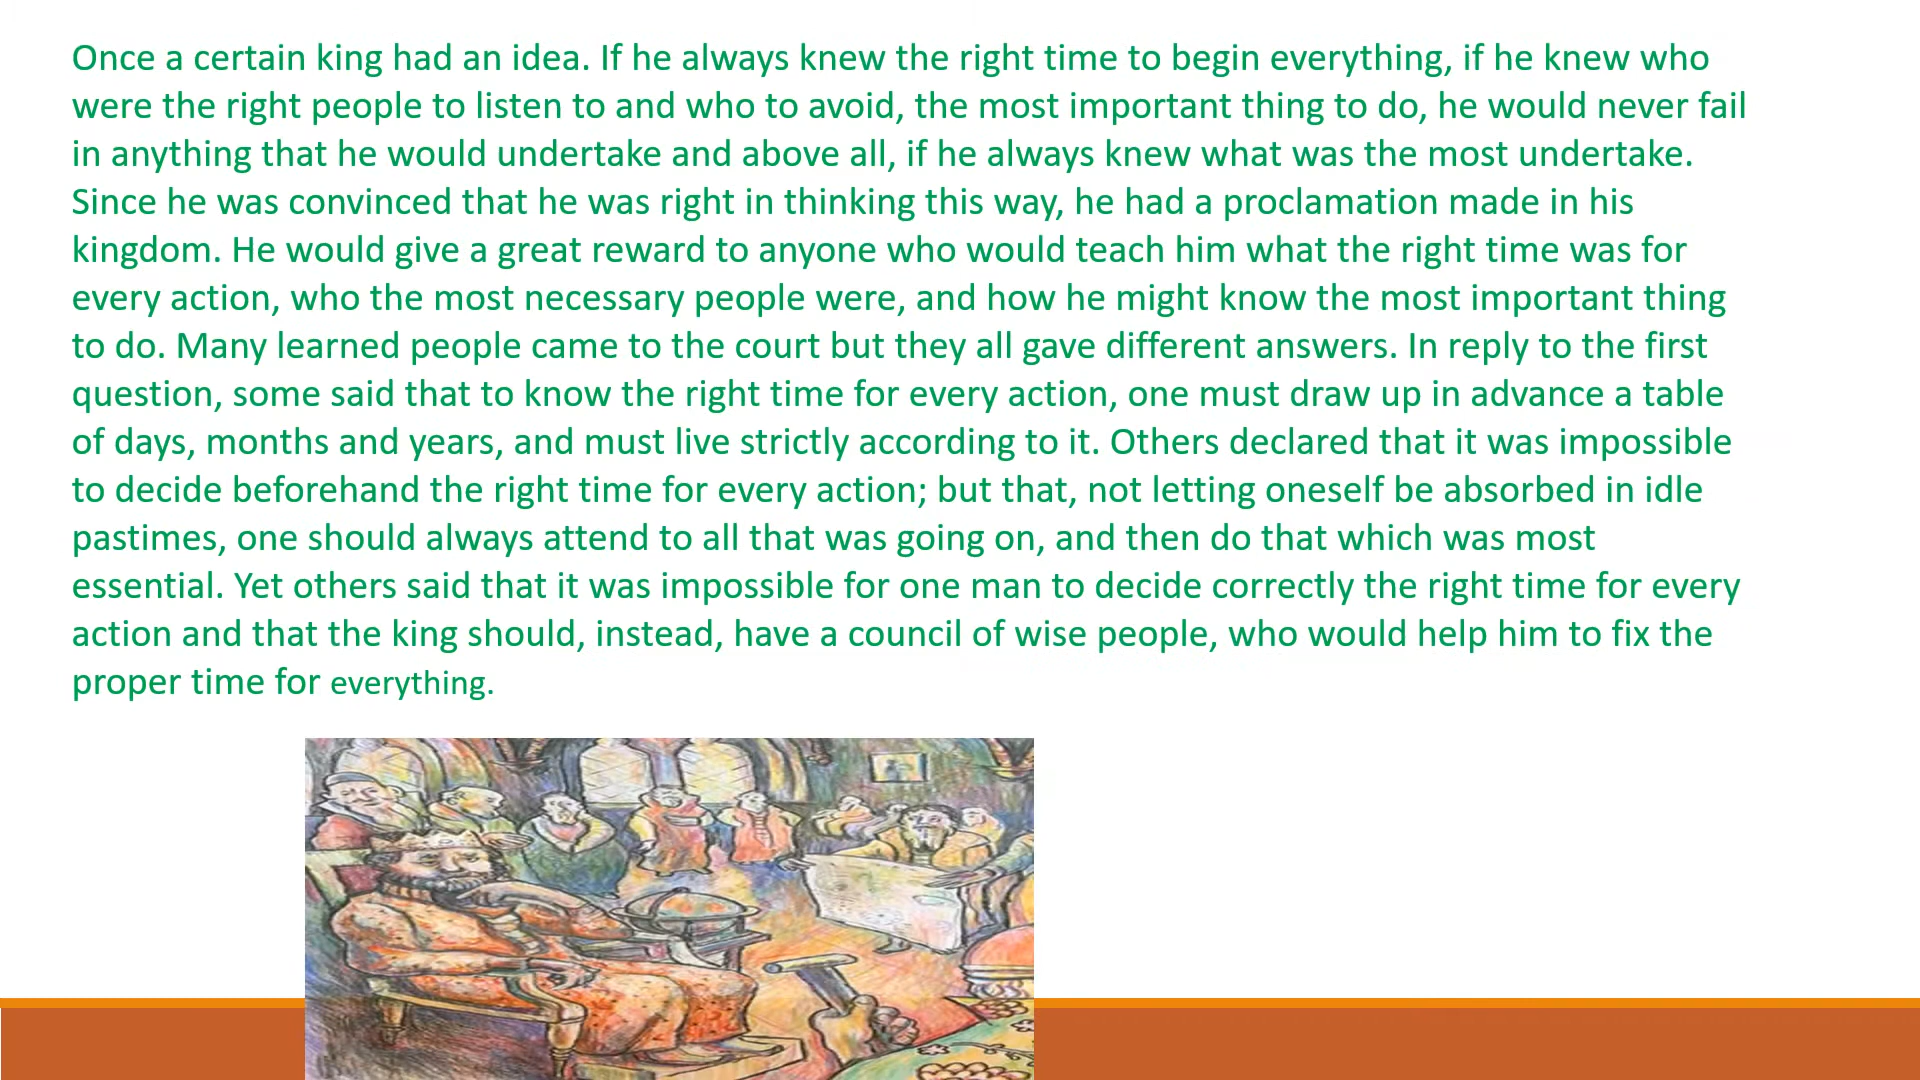 Once a certain king had an idea. If he always knew the right time to begin everything, if he knew who
were the right people to listen to and who to avoid, the most important thing to do, he would never fail
in anything that he would undertake and above all, if he always knew what was the most undertake.
Since he was convinced that he was right in thinking this way, he had a proclamation made in his
kingdom. He would give a great reward to anyone who would teach him what the right time was for
every action, who the most necessary people were, and how he might know the most important thing
to do. Many learned people came to the court but they all gave different answers. In reply to the first
question, some said that to know the right time for every action, one must draw up in advance a table
of days, months and years, and must live strictly according to it. Others declared that it was impossible
to decide beforehand the right time for every action; but that, not letting oneself be absorbed in idle
pastimes, one should always attend to all that was going on, and then do that which was most
essential. Yet others said that it was impossible for one man to decide correctly the right time for every
action and that the king should, instead, have a council of wise people, who would help him to fix the
proper time for everything.